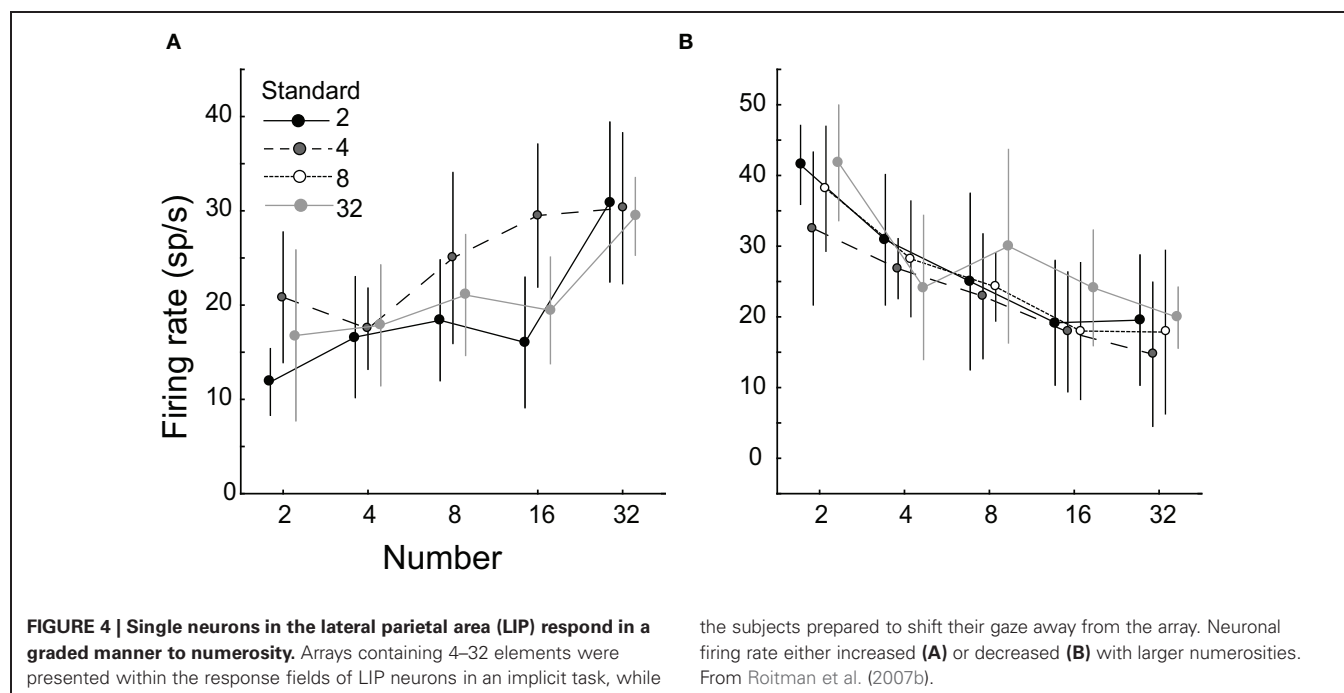 A
B
Standard
2
4
8
32
40
30
20
10
0
Firing rate (sp/s)
2 4 8 16 32
Number
50
40
30
20
10
0
2 4 8 16 32
FIGURE 4 | Single neurons in the lateral parietal area (LIP) respond in a
graded manner to numerosity. Arrays containing 4–32 elements were
presented within the response fields of LIP neurons in an implicit task, while
the subjects prepared to shift their gaze away from the array. Neuronal
firing rate either increased (A) or decreased (B) with larger numerosities.
From Roitman et al. (2007b).